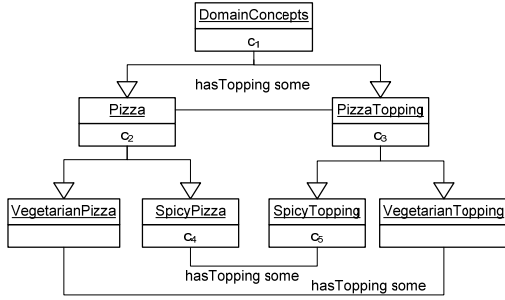 DomainConcepts
c1
hasTopping some
Pizza
PizzaTopping
c2
c3
VegetarianPizza
SpicyPizza
SpicyTopping
VegetarianTopping
c4
c5
hasTopping some
hasTopping some